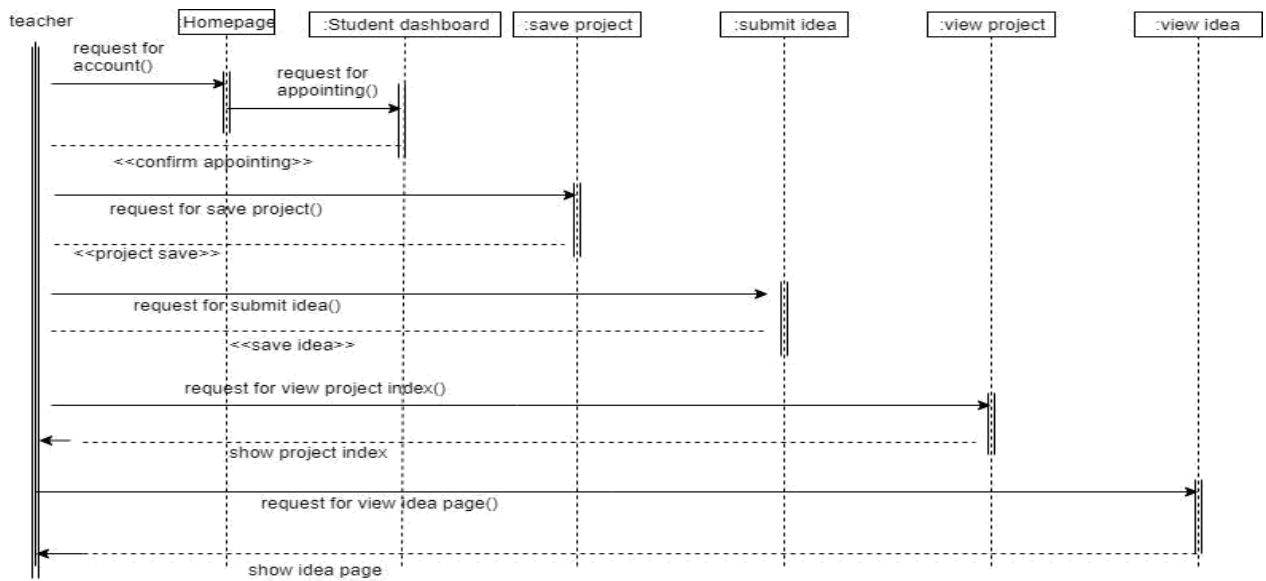 teacher
:Homepage
:Student dashboard
:save project
:submit idea
:view project
:view idea
request for
account()
request for
appointing()
<<confirm appointing>>
request for save project()
<<project save>>
request for submit idea()
<<save idea>>
request for view project index()
show project index
request for view idea page()
show idea page